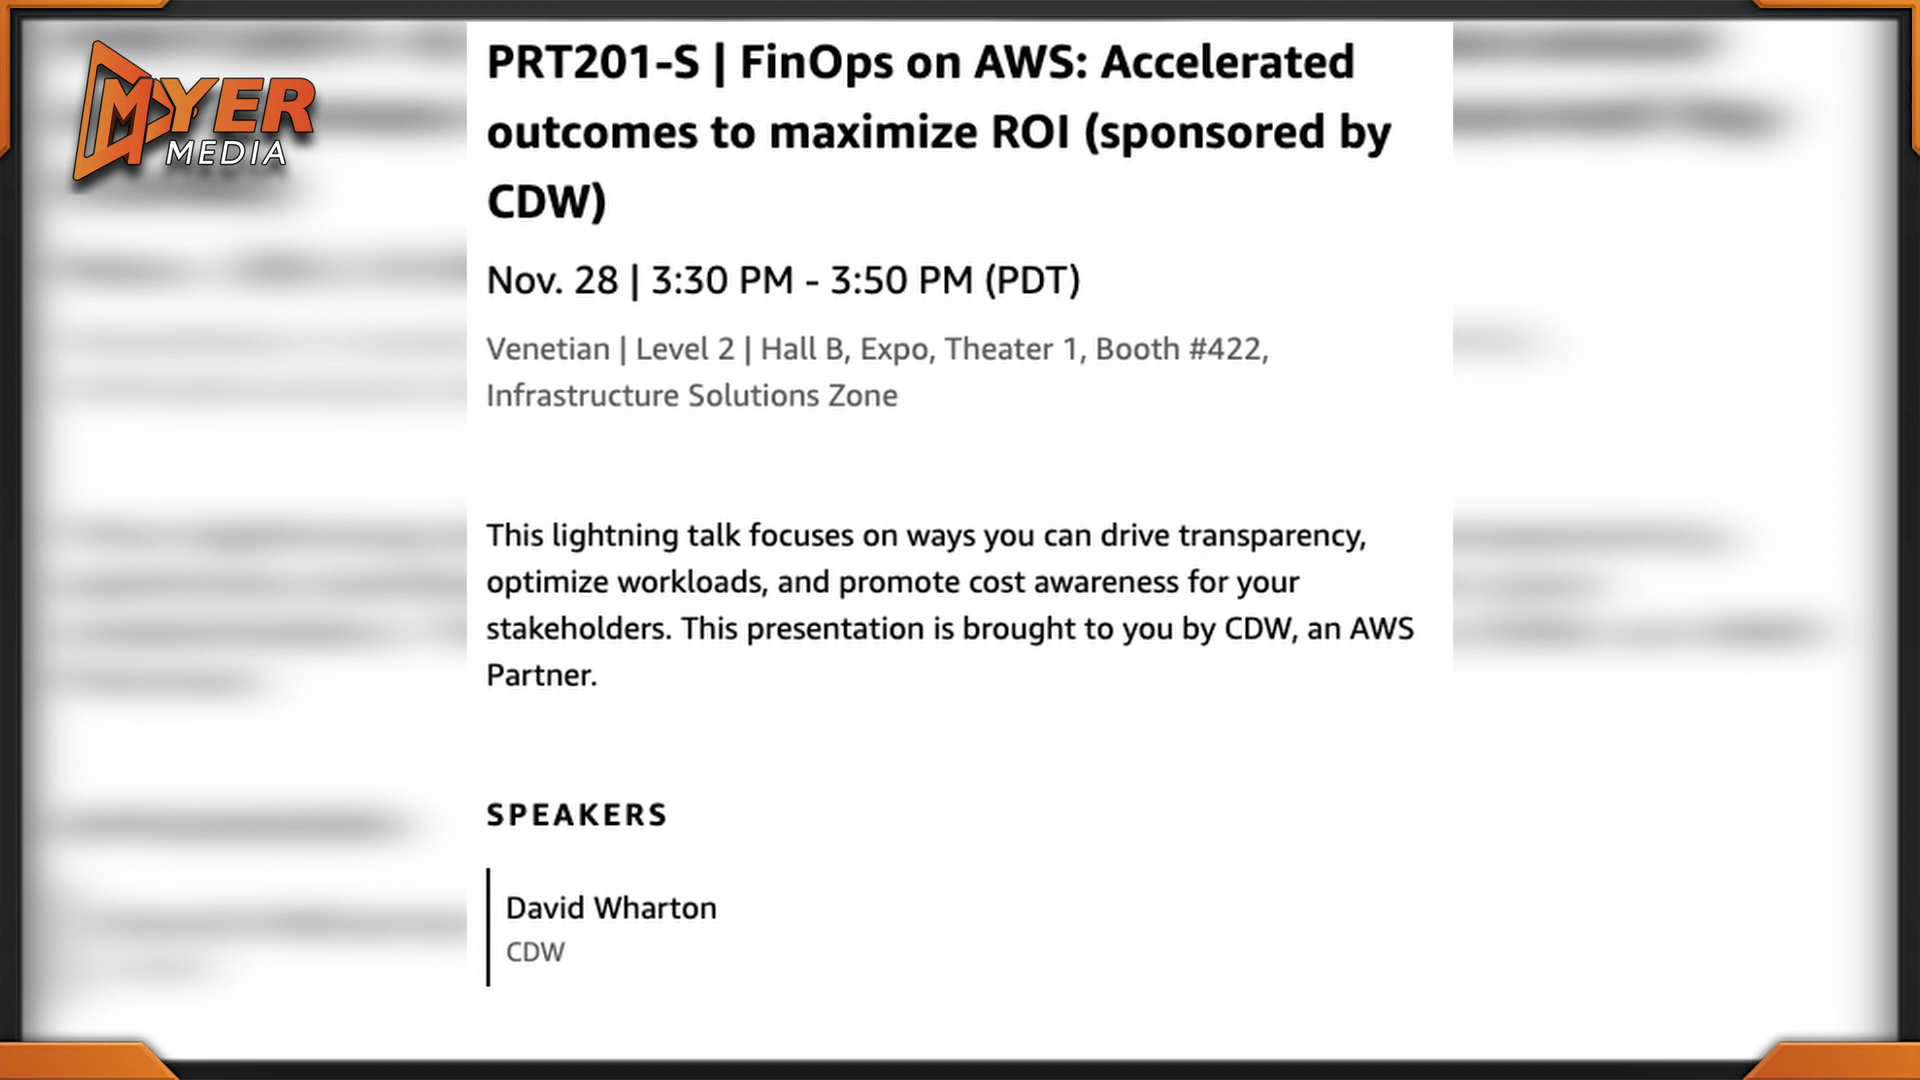 MYER
MEDIA
PRT201-S | FinOps on AWS: Accelerated
outcomes to maximize ROI (sponsored by
CDW)
Nov. 28 | 3:30 PM - 3:50 PM (PDT)
Venetian | Level 2 | Hall B, Expo, Theater 1, Booth #422,
Infrastructure Solutions Zone
This lightning talk focuses on ways you can drive transparency,
optimize workloads, and promote cost awareness for your
stakeholders. This presentation is brought to you by CDW, an AWS
Partner.
SPEAKERS
David Wharton
CDW